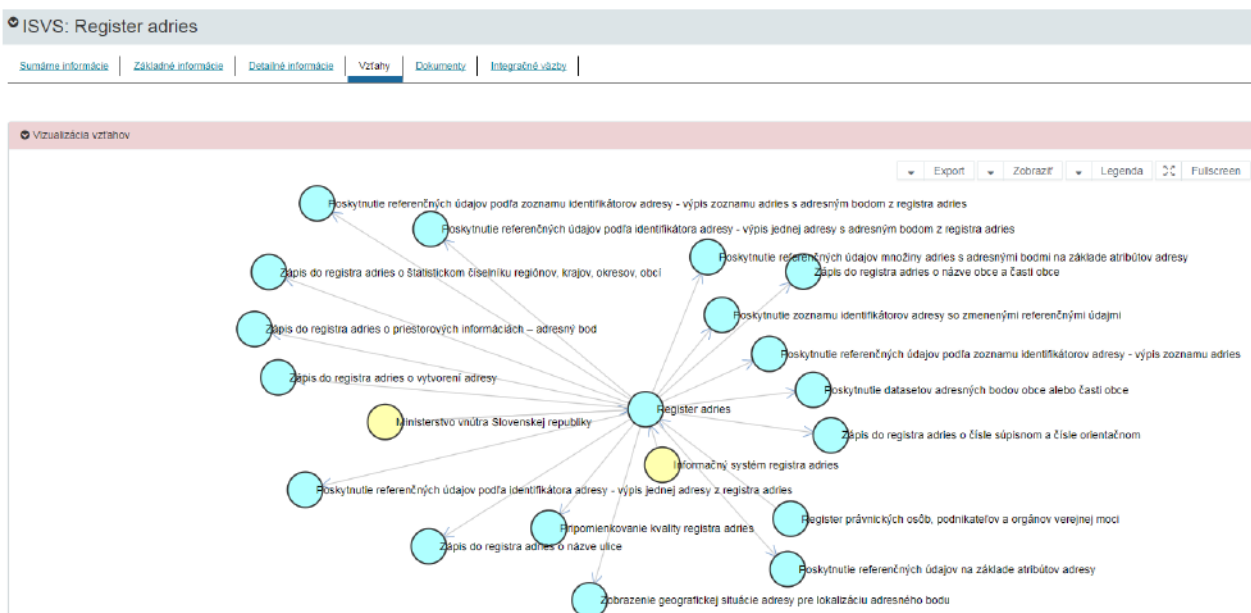 ISVS: Register adries
Sumárne informácie
Základné informácie
Detailné informácie
Vzťahy
Dokumenty
Integračné väzby
Vizualizácia vzťahov
Export
Zobraziť
Legenda
Fullscreen
Poskytnutie referenčných údajov podľa zoznamu identifikátorov adresy - výpis zoznamu adries s adresným bodom z registra adries
Poskytnutie referenčných údajov podľa identifikátora adresy - výpis jednej adresy s adresným bodom z registra adries
Poskytnutie referenčných údajov množiny adries s adresnými bodmi na základe atribútov adresy
Zápis do registra adries o štatistickom číselníku regiónov, krajov, okresov, obcí
Zápis do registra adries o názve obce a časti obce
Poskytnutie zoznamu identifikátorov adresy so zmenenými referenčnými údajmi
Zápis do registra adries o priestorových informáciách – adresný bod
Poskytnutie referenčných údajov podľa zoznamu identifikátorov adresy - výpis zoznamu adries
Zápis do registra adries o vytvorení adresy
Poskytnutie datasetov adresných bodov obce alebo časti obce
Register adries
Ministerstvo vnútra Slovenskej republiky
Zápis do registra adries o čísle súpisnom a čísle orientačnom
Informačný systém registra adries
Poskytnutie referenčných údajov podľa identifikátora adresy - výpis jednej adresy z registra adries
Register právnických osôb, podnikateľov a orgánov verejnej moci
Pripomienkovanie kvality registra adries
Zápis do registra adries o názve ulice
Poskytnutie referenčných údajov na základe atribútov adresy
Zobrazenie geografickej situácie adresy pre lokalizáciu adresného bodu